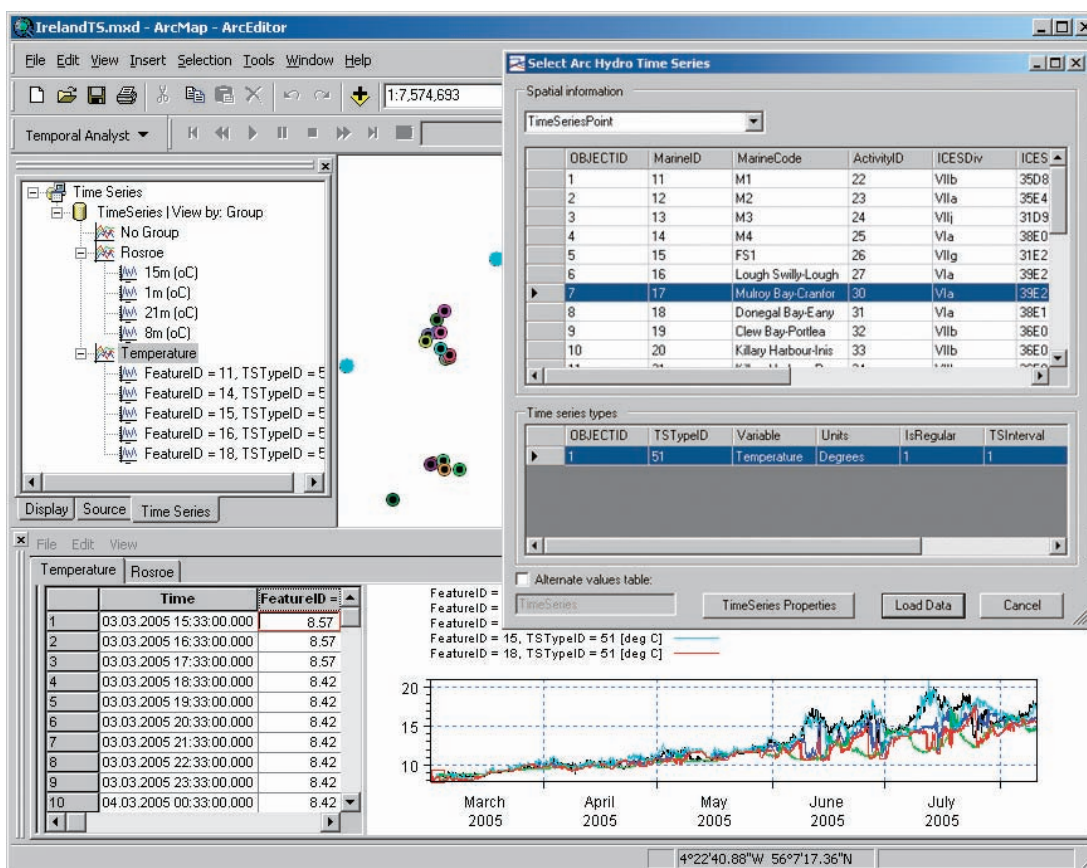 IrelandTS.mxd - ArcMap - ArcEditor
File Edit View Insert Selection Tools Window Help
1:7,574,693
Temporal Analyst
Time Series
TimeSeries | View by: Group
No Group
Rosroe
15m (oC)
1m (oC)
21m (oC)
8m (oC)
Temperature
FeatureID = 11, TSTypeID = 5
FeatureID = 14, TSTypeID = 5
FeatureID = 15, TSTypeID = 5
FeatureID = 16, TSTypeID = 5
FeatureID = 18, TSTypeID = 5
Display Source Time Series
Select Arc Hydro Time Series
Spatial information
TimeSeriesPoint
OBJECTID MarineID MarineCode ActivityID ICESDiv ICES
1 11 M1 22 VIIb 35D8
2 12 M2 23 VIIa 35E4
3 13 M3 24 VIIj 31D9
4 14 M4 25 VIa 38E0
5 15 FS1 26 VIIg 31E2
6 16 Lough Swilly-Lough 27 VIa 39E2
7 17 Mulroy Bay-Cranfor 30 VIa 39E2
8 18 Donegal Bay-Eany 31 VIa 38E1
9 19 Clew Bay-Portlea 32 VIIb 36E0
10 20 Killary Harbour-Inis 33 VIIb 36E0
Time series types
OBJECTID TSTypeID Variable Units IsRegular TSInterval
1 51 Temperature Degrees 1 1
Alternate values table:
TimeSeries
TimeSeries Properties Load Data Cancel
File Edit View
Temperature Rosroe
Time FeatureID =
1 03.03.2005 15:33:00.000 8.57
2 03.03.2005 16:33:00.000 8.57
3 03.03.2005 17:33:00.000 8.57
4 03.03.2005 18:33:00.000 8.42
5 03.03.2005 19:33:00.000 8.42
6 03.03.2005 20:33:00.000 8.42
7 03.03.2005 21:33:00.000 8.42
8 03.03.2005 22:33:00.000 8.42
9 03.03.2005 23:33:00.000 8.42
10 04.03.2005 00:33:00.000 8.42
FeatureID =
FeatureID =
FeatureID =
FeatureID = 15, TSTypeID = 51 [deg C]
FeatureID = 18, TSTypeID = 51 [deg C]
20
15
10
March April May June July
2005 2005 2005 2005 2005
4°22'40.88"W 56°7'17.36"N